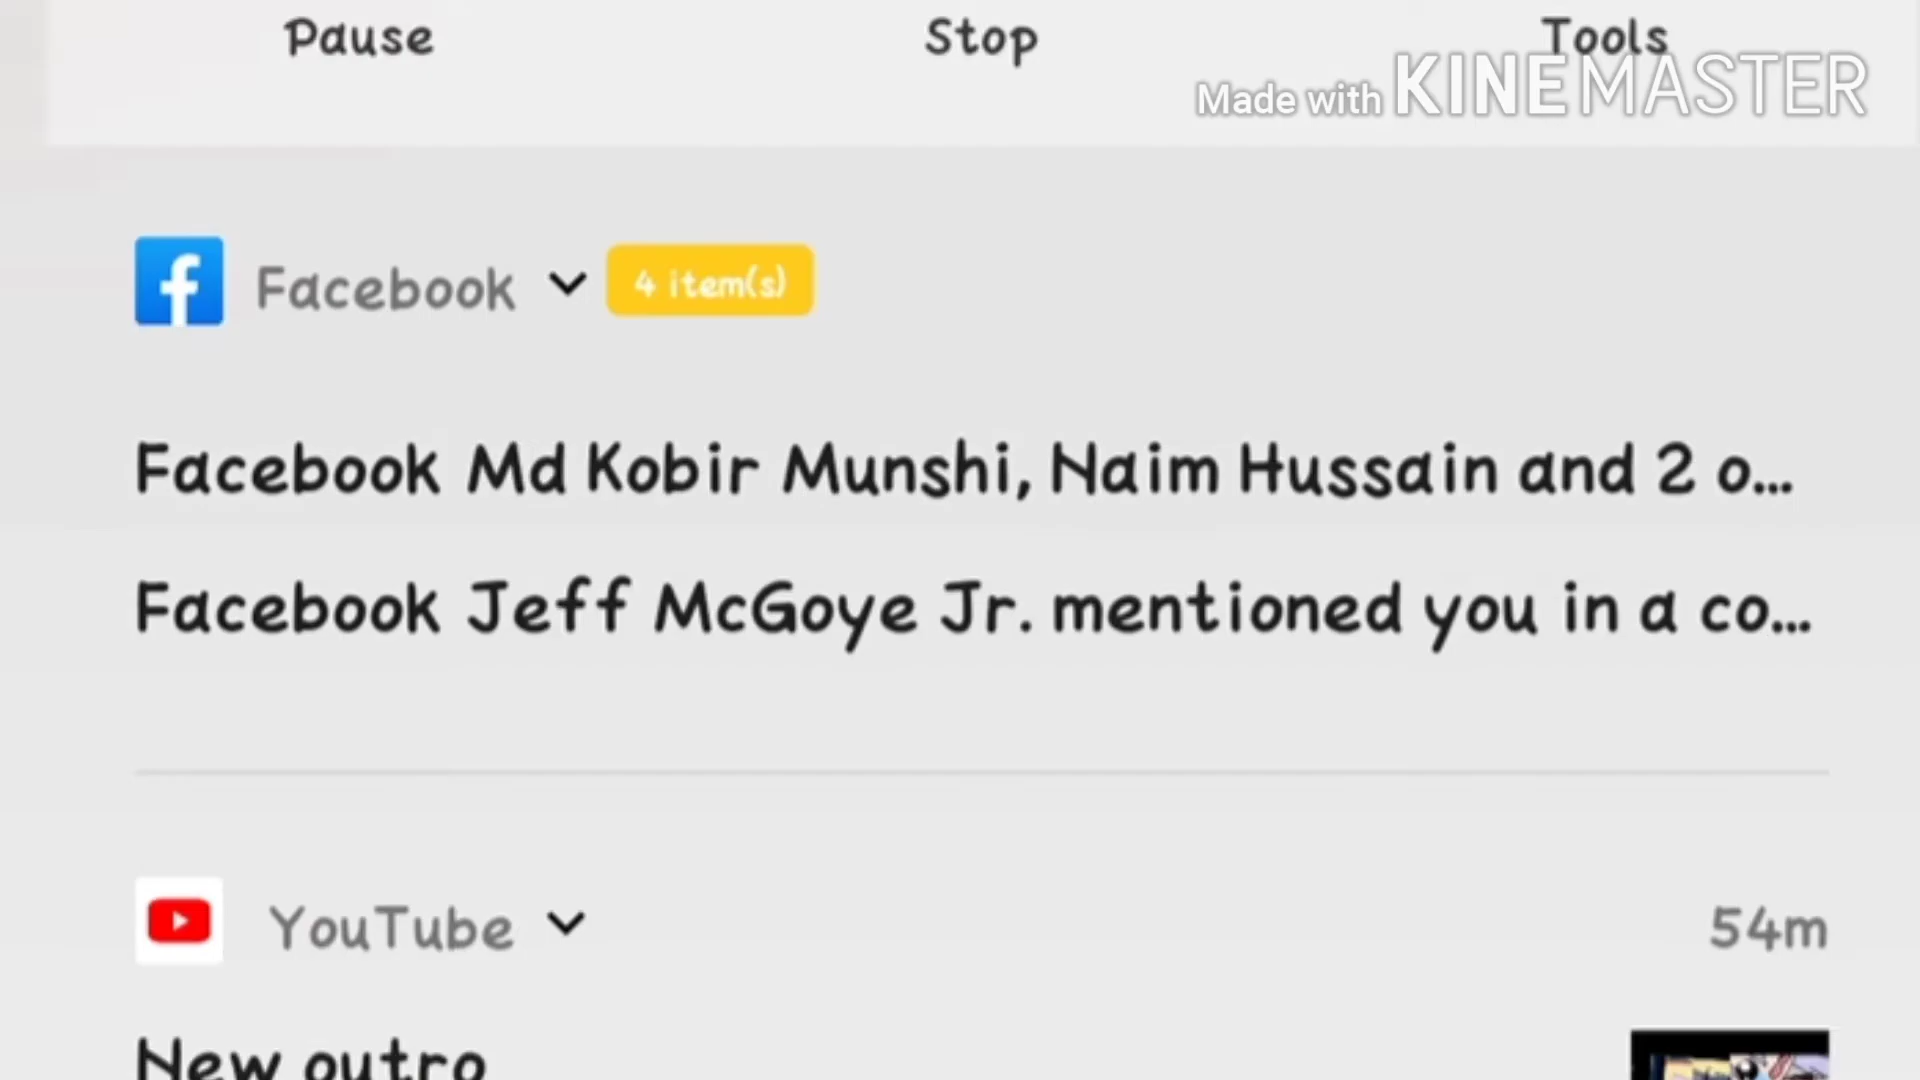 Pause Stop Tools
Made with KINEMASTER
Facebook 4 item(s)
Facebook Md Kobir Munshi, Naim Hussain and 2 o...
Facebook Jeff McGoye Jr. mentioned you in a co...
YouTube 54m
New outro